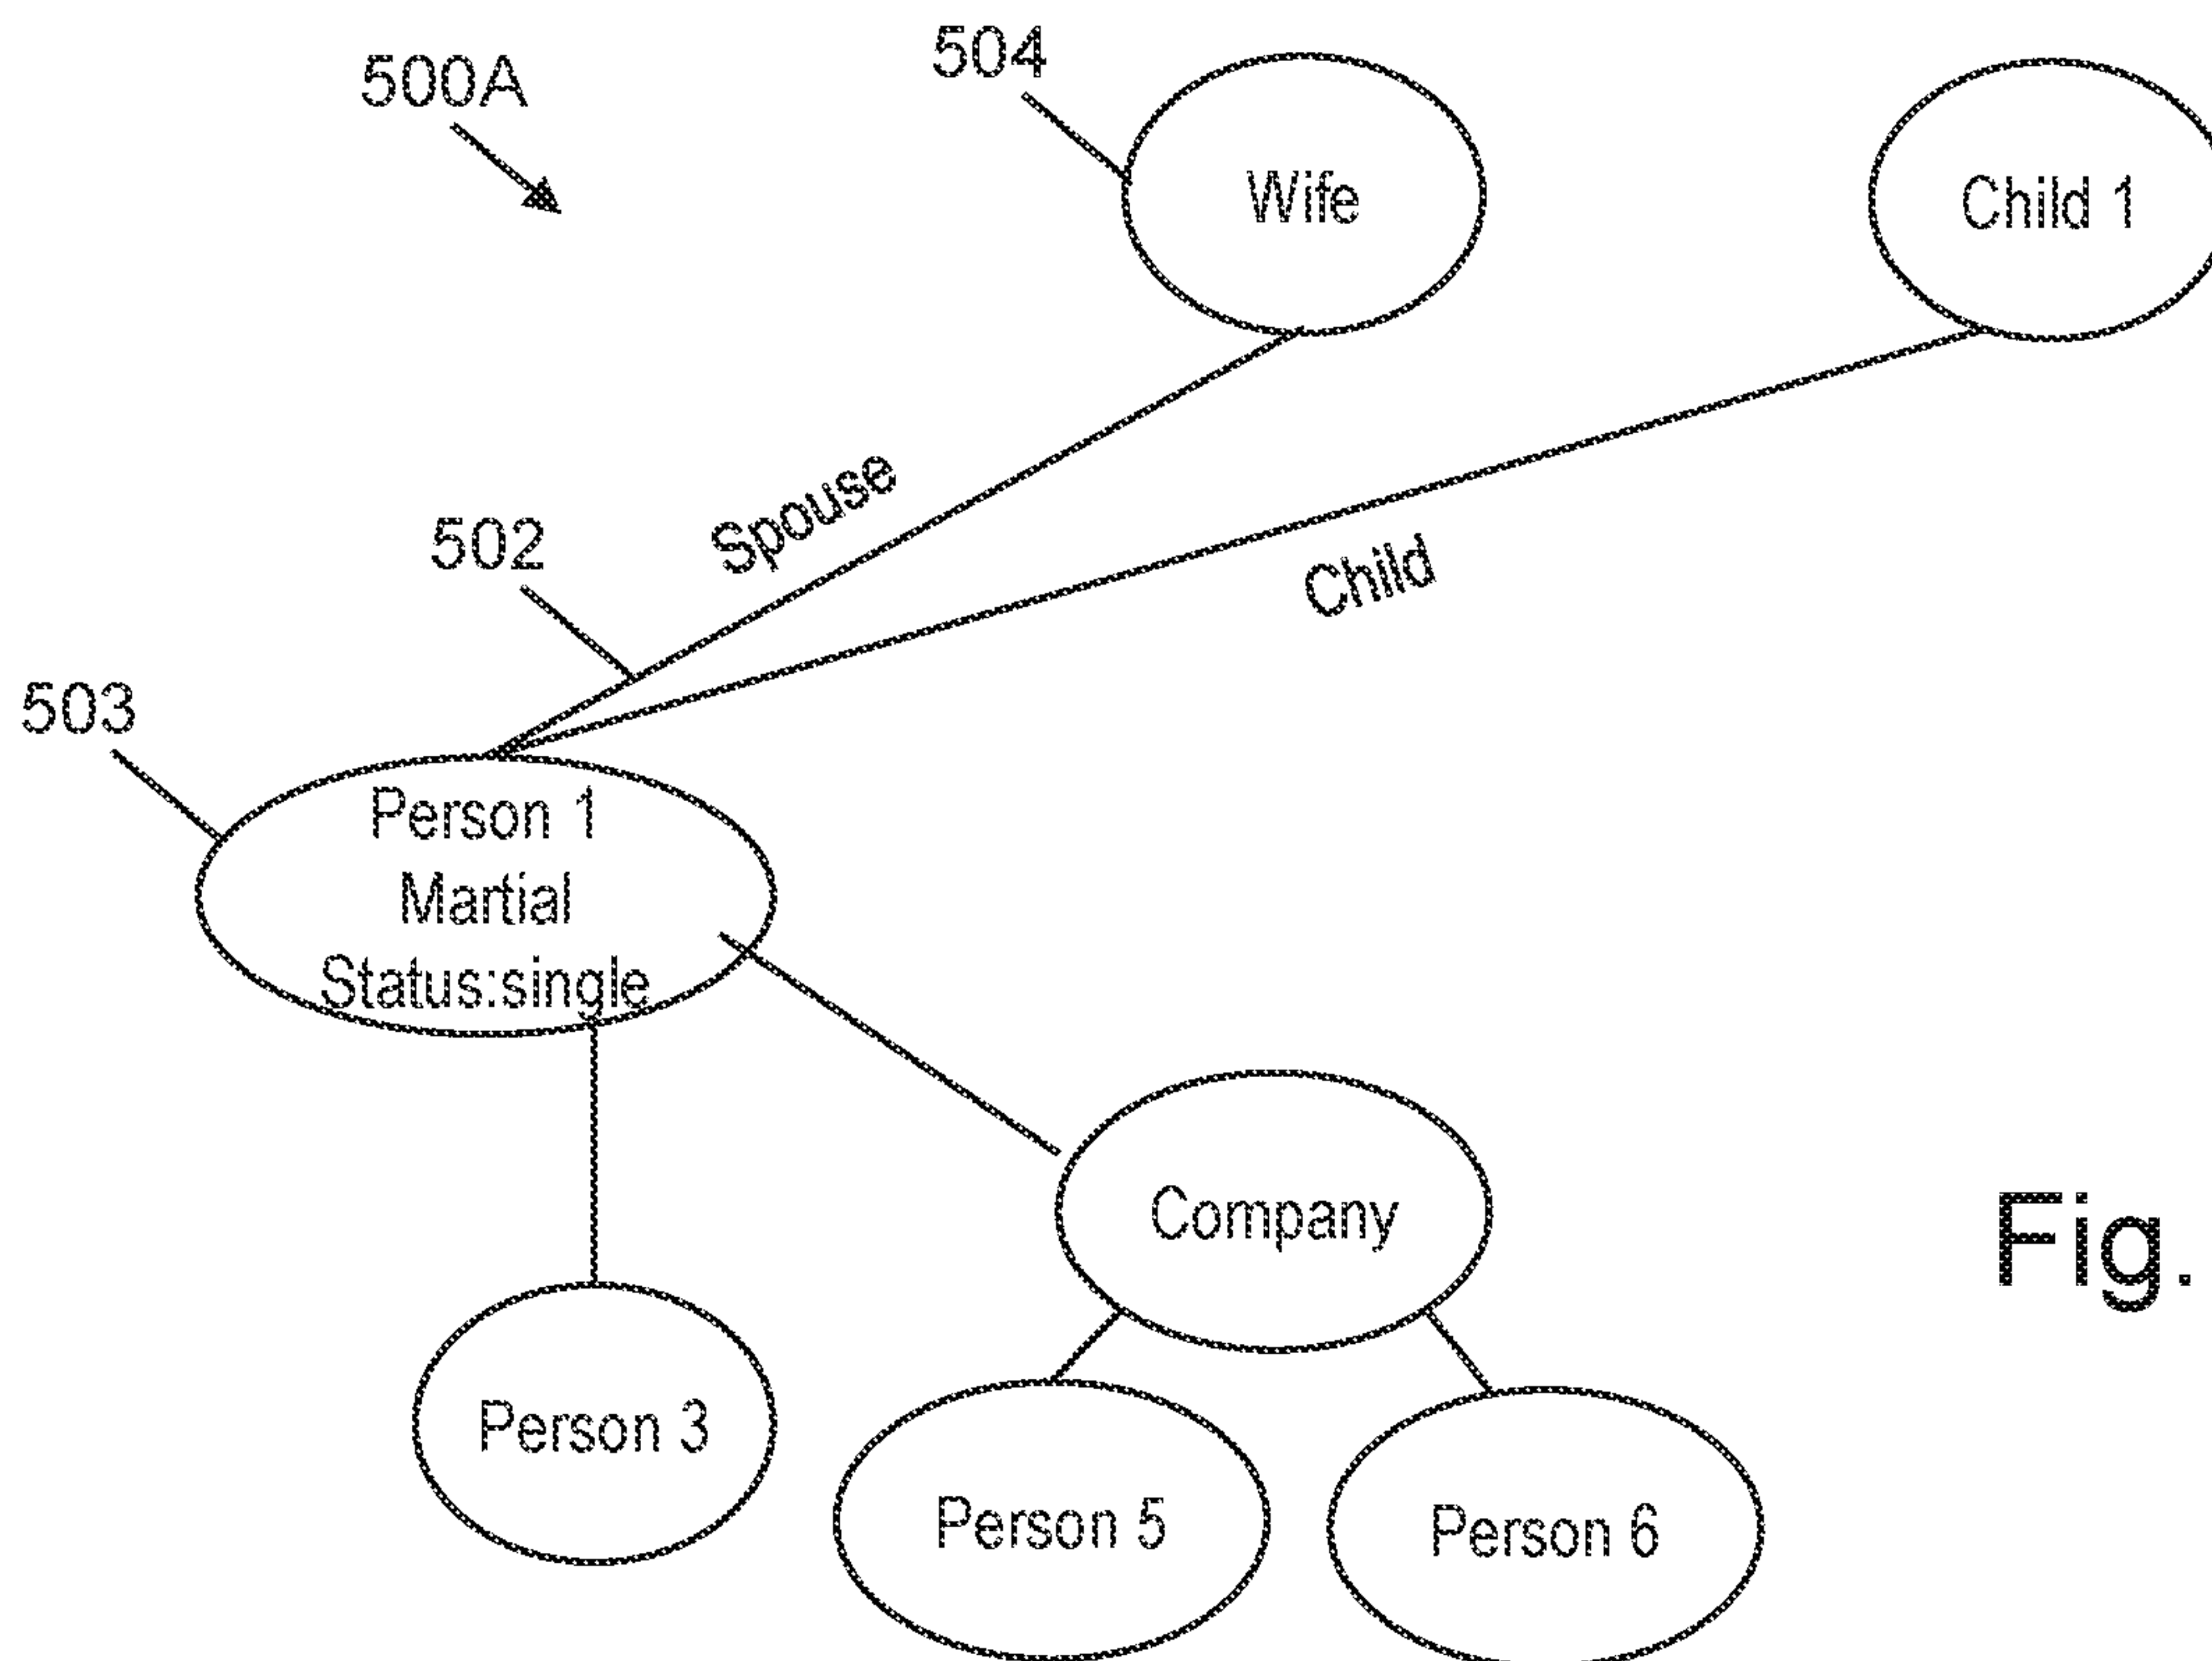 504
500A
Wife
Child 1
Spouse
502
Child
503
Person 1
Martial
Status:single
Company
Fig.
Person 3
Person 5
Person 6